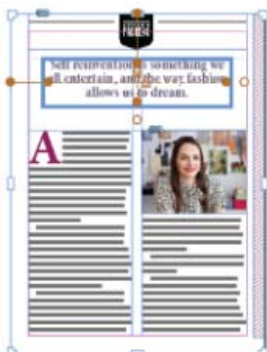 Self reinvention is something we
all entertain, and the way fashion
allows us to dream.
A